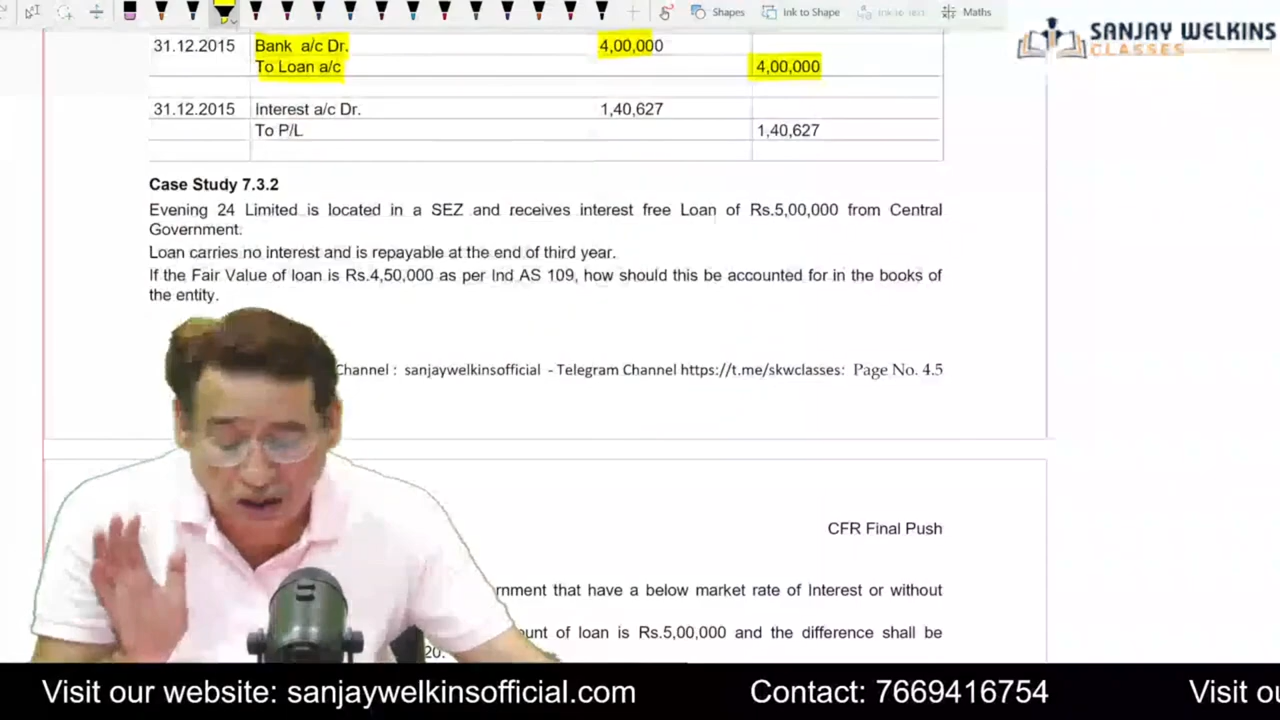 Shapes
Ink to Shape
Ink to Text
Maths
SANJAY WELKINS
CLASSES
31.12.2015 Bank a/c Dr. 4,00,000
To Loan a/c 4,00,000
31.12.2015 Interest a/c Dr. 1,40,627
To P/L 1,40,627
Case Study 7.3.2
Evening 24 Limited is located in a SEZ and receives interest free Loan of Rs.5,00,000 from Central
Government.
Loan carries no interest and is repayable at the end of third year.
If the Fair Value of loan is Rs.4,50,000 as per Ind AS 109, how should this be accounted for in the books of
the entity.
Channel : sanjaywelkinsofficial - Telegram Channel https://t.me/skwclasses: Page No. 4.5
CFR Final Push
rnment that have a below market rate of Interest or without
ount of loan is Rs.5,00,000 and the difference shall be
20.
Visit our website: sanjaywelkinsofficial.com Contact: 7669416754 Visit ou